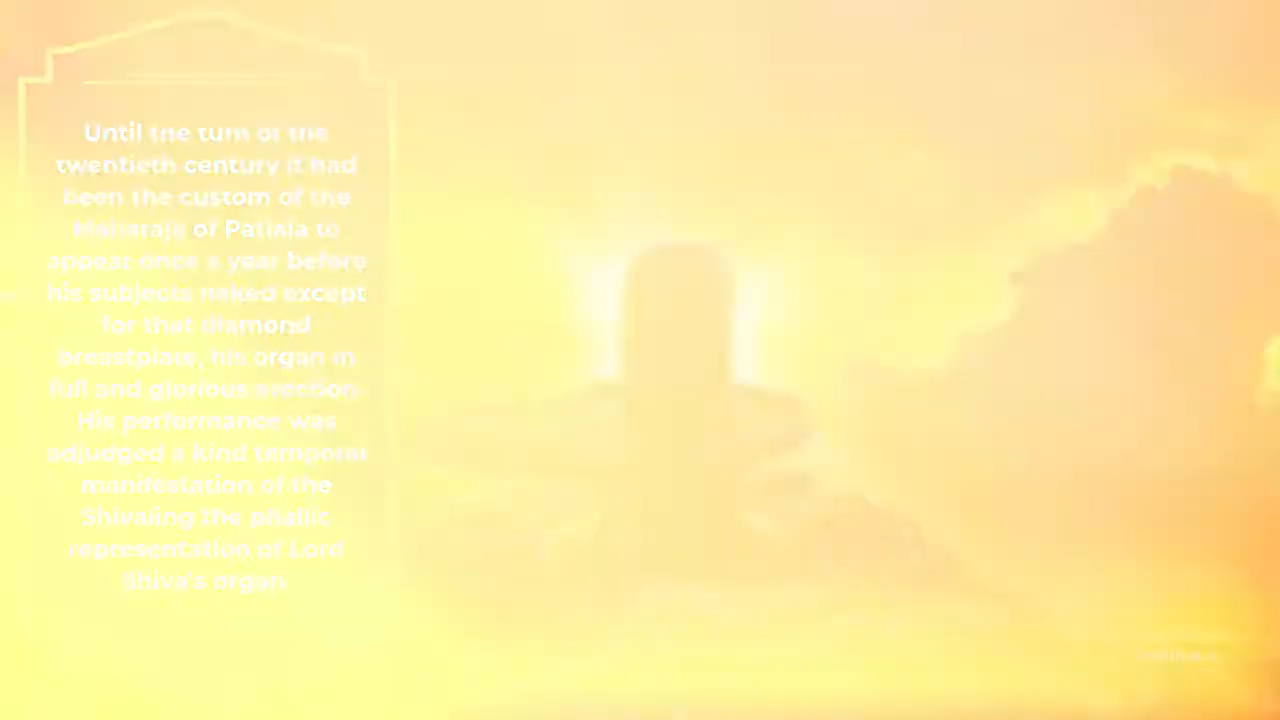 Until the turn of the
twentieth century it had
been the custom of the
Maharaja of Patiala to
appear once a year before
his subjects naked except
for that diamond
breastplate, his organ in
full and glorious erection.
His performance was
adjudged a kind temporal
manifestation of the
Shivaling the phallic
representation of Lord
Shiva's organ